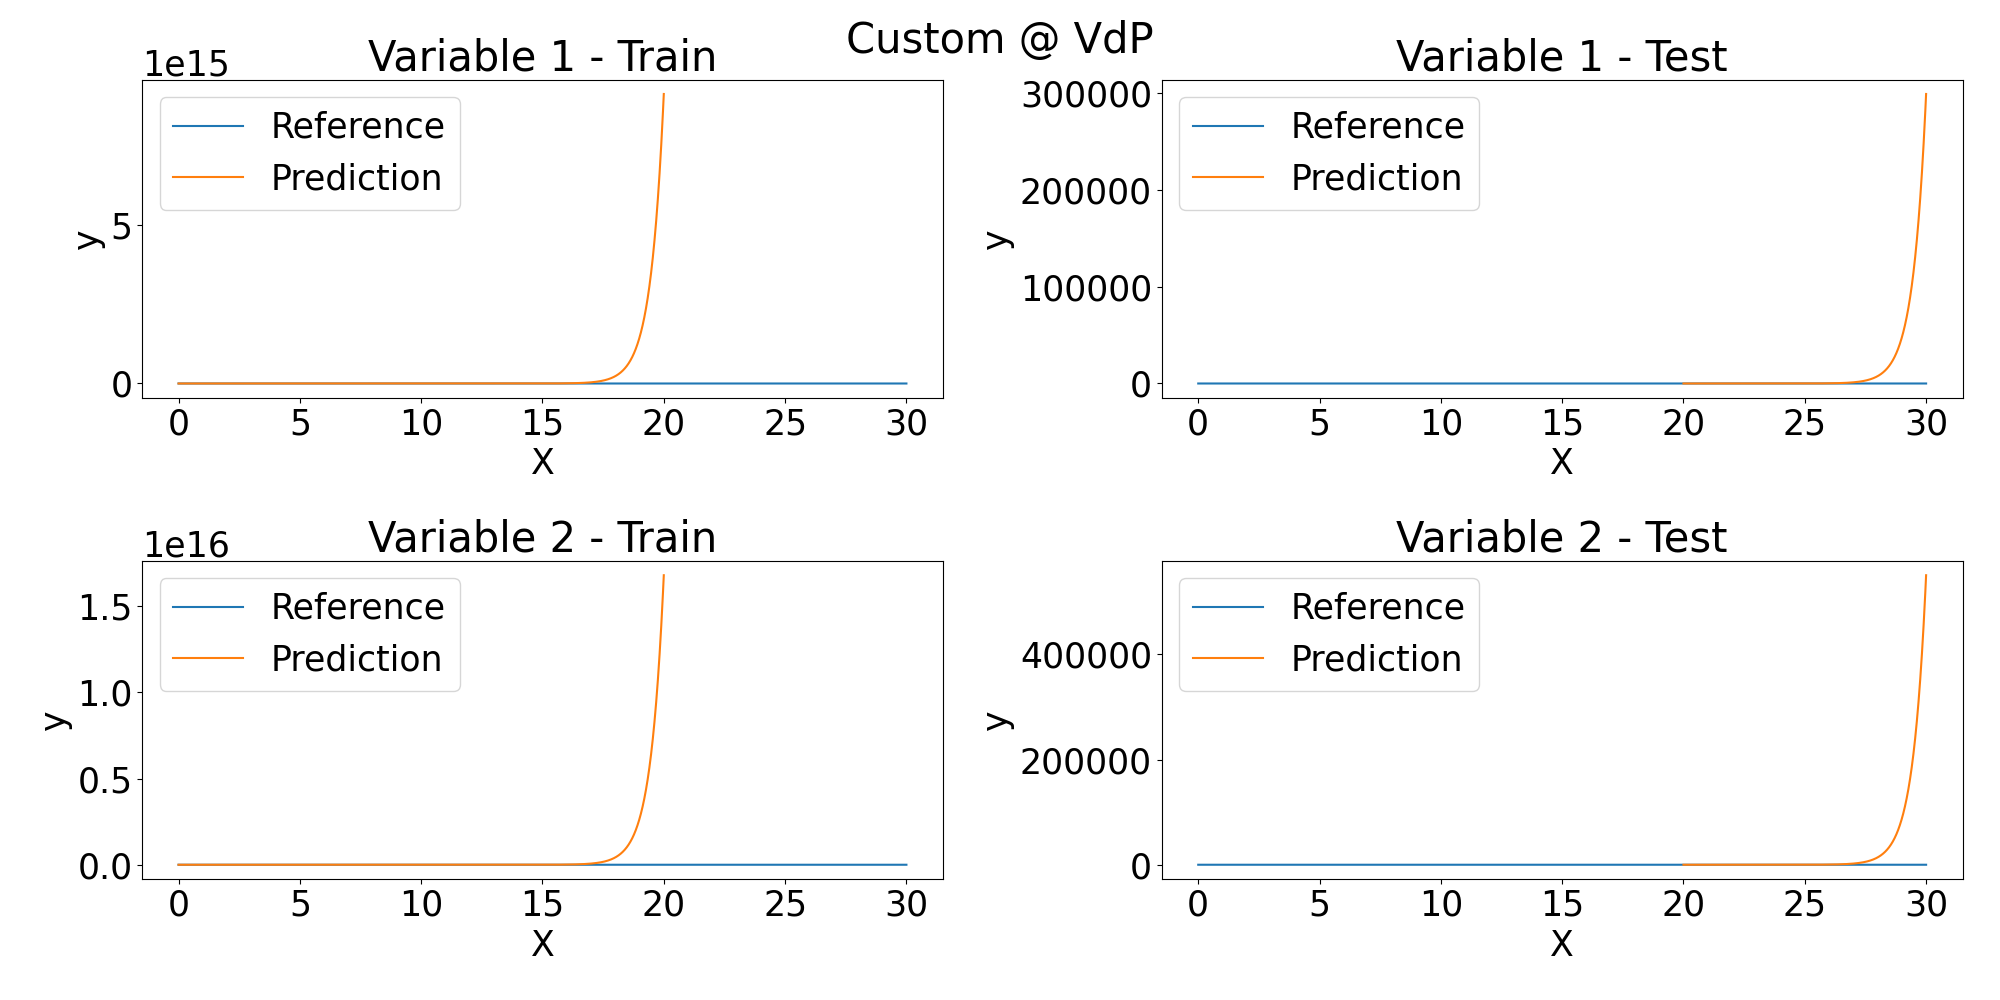 Custom @ VdP
Variable 1 - Train
1e15
Reference
Prediction
5
0
y
0 5 10 15 20 25 30
X
Variable 1 - Test
Reference
Prediction
300000
200000
100000
0
y
0 5 10 15 20 25 30
X
Variable 2 - Train
1e16
Reference
Prediction
1.5
1.0
0.5
0.0
y
0 5 10 15 20 25 30
X
Variable 2 - Test
Reference
Prediction
400000
200000
0
y
0 5 10 15 20 25 30
X